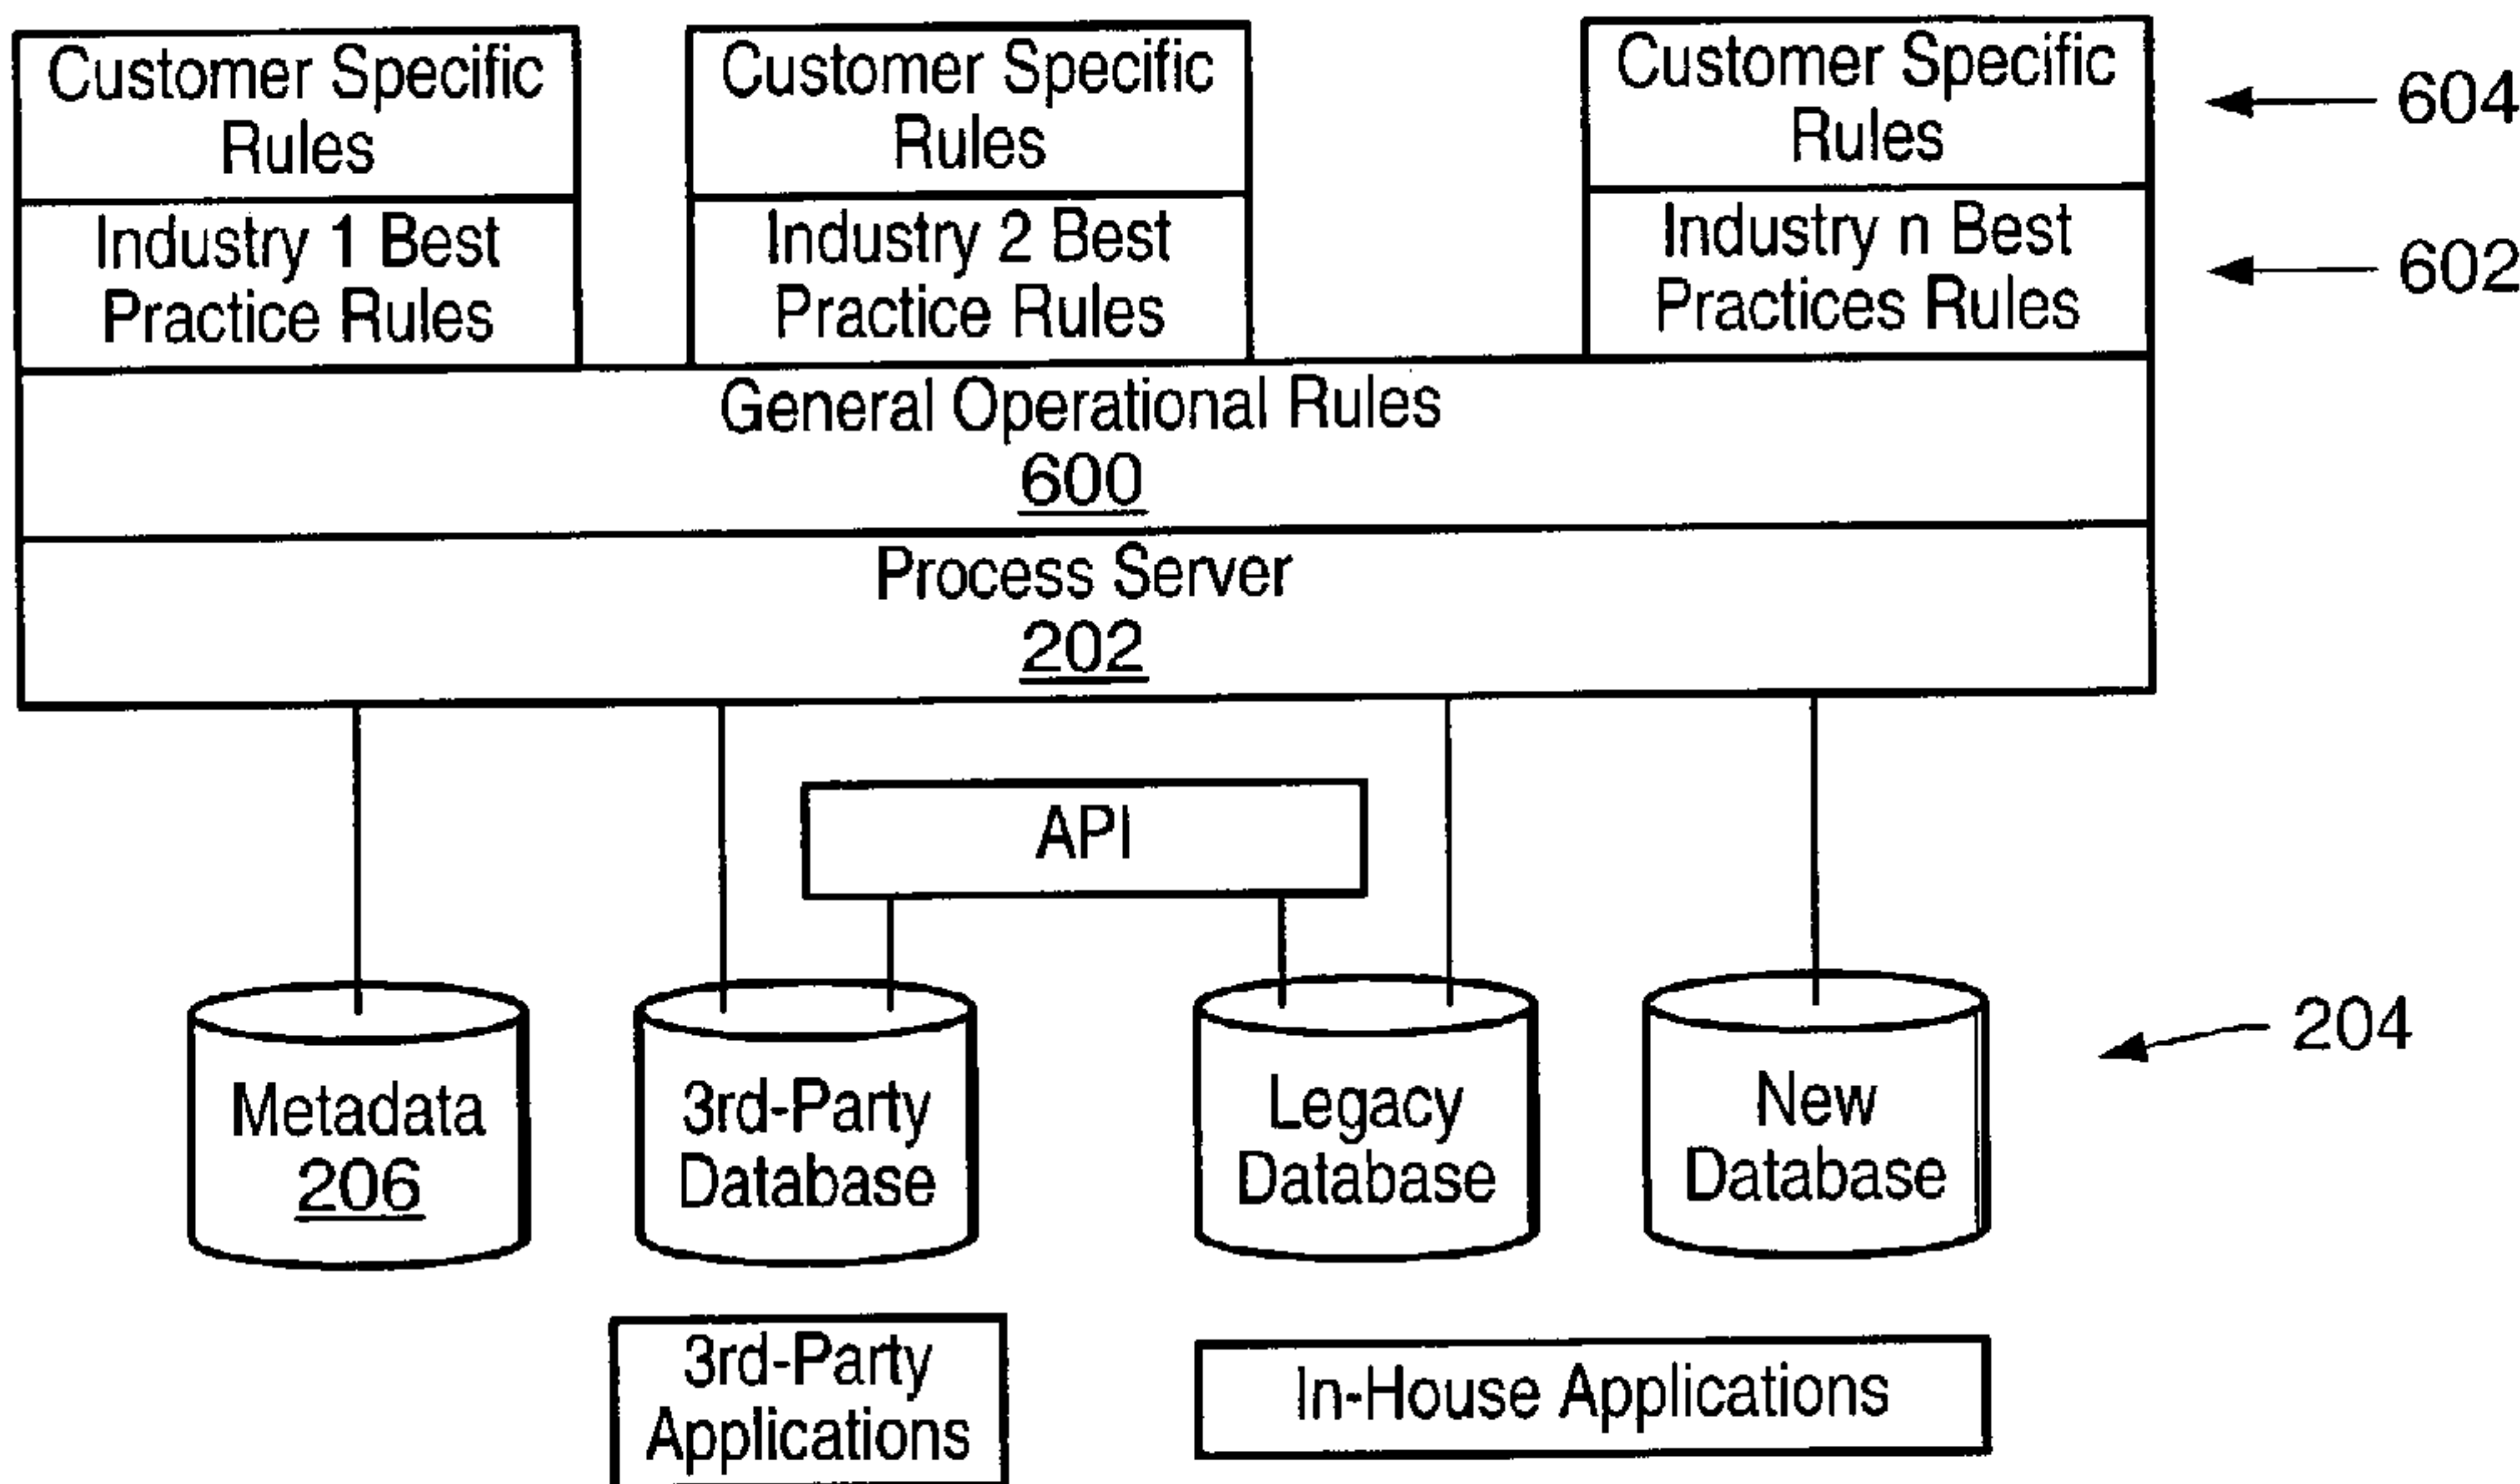 Customer Specific
Rules
Customer Specific
Rules
Customer Specific
Rules
604
Industry 1 Best
Practice Rules
Industry 2 Best
Practice Rules
Industry n Best
Practices Rules
602
General Operational Rules
600
Process Server
202
API
Metadata
206
3rd-Party
Database
Legacy
Database
New
Database
204
3rd-Party
Applications
In-House Applications